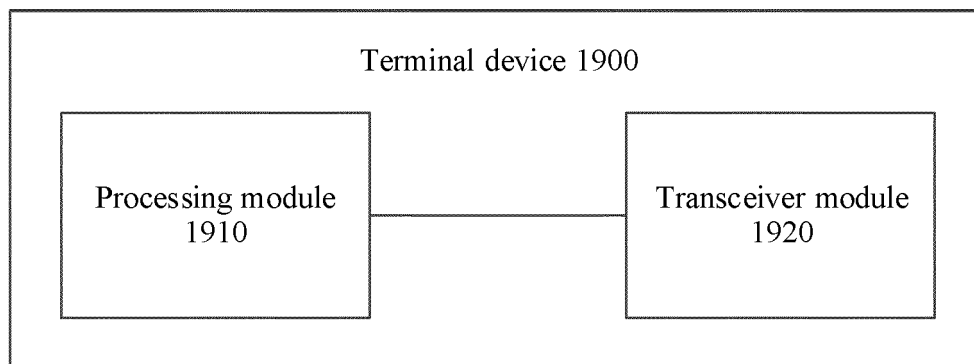 Terminal device 1900
Processing module
1910
Transceiver module
1920